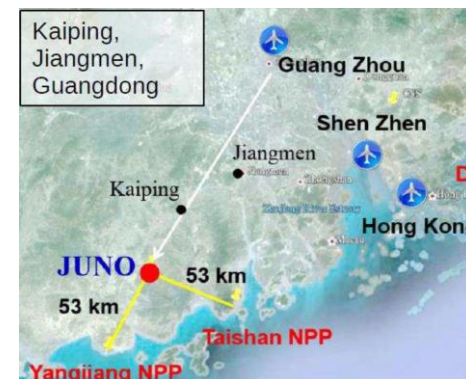 Kaiping,
Jiangmen,
Guangdong
Guang Zhou
Shen Zhen
Jiangmen
Kaiping
Hong Kon
D
JUNO
53 km
53 km
Taishan NPP
Yangjiang NPP